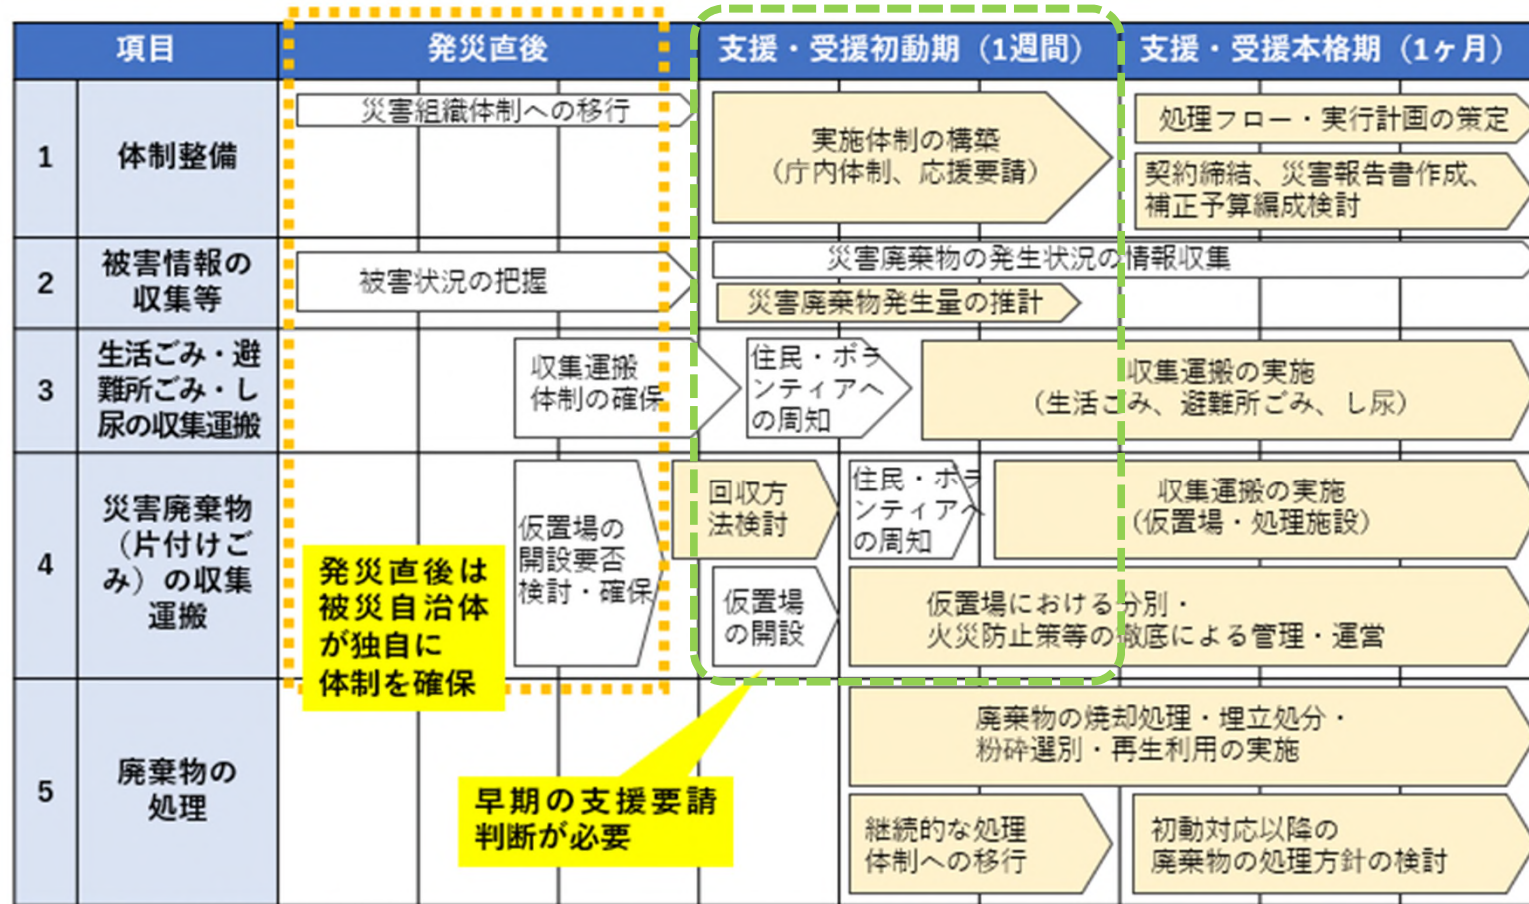 項目
発災直後
支援・受援初動期（1週間）
支援・受援本格期（1ヶ月）
1
体制整備
災害組織体制への移行
実施体制の構築
（庁内体制、応援要請）
処理フロー・実行計画の策定
契約締結、災害報告書作成、
補正予算編成検討
2
被害情報の
収集等
被害状況の把握
災害廃棄物の発生状況の情報収集
災害廃棄物発生量の推計
3
生活ごみ・避
難所ごみ・し
尿の収集運搬
収集運搬
体制の確保
住民・ボラ
ンティアへ
の周知
収集運搬の実施
（生活ごみ、避難所ごみ、し尿）
4
災害廃棄物
（片付けご
み）の収集
運搬
仮置場の
開設要否
検討・確保
回収方
法検討
住民・ボラ
ンティアへ
の周知
収集運搬の実施
（仮置場・処理施設）
仮置場
の開設
仮置場における分別・
火災防止策等の徹底による管理・運営
発災直後は
被災自治体
が独自に
体制を確保
5
廃棄物の
処理
早期の支援要請
判断が必要
廃棄物の焼却処理・埋立処分・
粉砕選別・再生利用の実施
継続的な処理
体制への移行
初動対応以降の
廃棄物の処理方針の検討